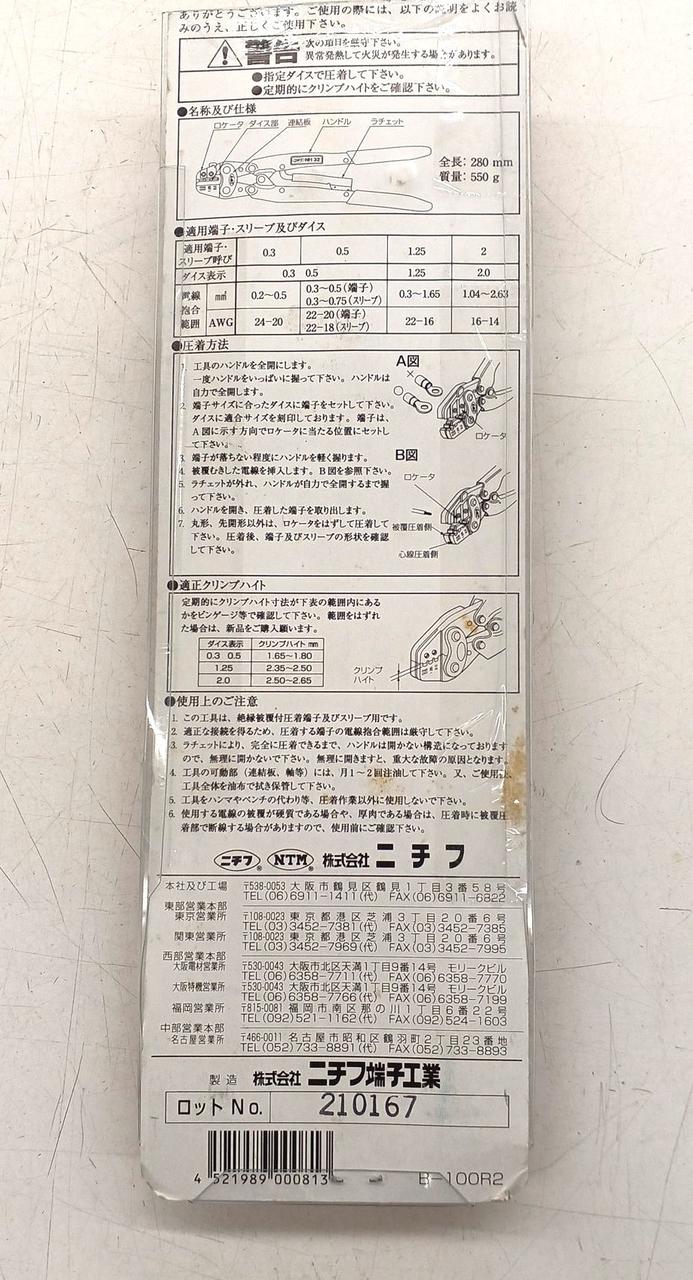 ありがとうございます。ご使用の際には、以下の説明をよくお読
みのうえ、正しくご使用下さい。
警告 次の項目を厳守下さい。
異常発熱して火災が発生する場合があります。
●指定ダイスで圧着して下さい。
●定期的にクリンプハイトをご確認下さい。
●名称及び仕様
ロケータ ダイス部 連結板 ハンドル ラチェット
全長：280 mm
質量：550 g
●適用端子・スリーブ及びダイス
適用端子・スリーブ呼び 0.3 0.5 1.25 2
ダイス表示 0.3 0.5 1.25 2.0
電線抱合範囲 ㎟ 0.2～0.5 0.3～0.5（端子） 0.3～0.75（スリーブ） 0.3～1.65 1.04～2.63
AWG 24-20 22-20（端子） 22-18（スリーブ） 22-16 16-14
●圧着方法
1. 工具のハンドルを全開にします。
一度ハンドルをいっぱいに握って下さい。ハンドルは
自力で全開します。
2. 端子サイズに合ったダイスに端子をセットして下さい。
ダイスに適合サイズを刻印しております。端子は、
A図に示す方向でロケータに当たる位置にセットし
て下さい。
3. 端子が落ちない程度にハンドルを軽く握ります。
4. 被覆むきした電線を挿入します。B図を参照下さい。
5. ラチェットが外れ、ハンドルが自力で全開するまで握
って下さい。
6. ハンドルを開き、圧着した端子を取り出します。
7. 丸形、先開形以外は、ロケータをはずして圧着して
下さい。圧着後、端子及びスリーブの形状を確認
して下さい。
A図
×
○
ロケータ
B図
ロケータ
被覆圧着側
心線圧着側
●適正クリンプハイト
定期的にクリンプハイト寸法が下表の範囲内にある
かをピンゲージ等で確認して下さい。範囲をはずれ
た場合は、新品をご購入願います。
ダイス表示 クリンプハイト mm
0.3 0.5 1.65～1.80
1.25 2.35～2.50
2.0 2.50～2.65
クリンプ
ハイト
●使用上のご注意
1. この工具は、絶縁被覆付圧着端子及びスリーブ用です。
2. 適正な接続を得るため、圧着する端子の電線抱合範囲は厳守して下さい。
3. ラチェットにより、完全に圧着できるまで、ハンドルは開かない構造になっております
ので、無理に開かないで下さい。無理に開きますと、重大な故障の原因となります。
4. 工具の可動部（連結板、軸等）には、月1～2回注油して下さい。又、ご使用後、
工具全体を油布で拭き保管して下さい。
5. 工具をハンマやペンチの代わり等、圧着作業以外に使用しないで下さい。
6. 使用する電線の被覆が硬質である場合や、厚肉である場合は、圧着時に被覆圧
着部で断線する場合がありますので、使用前にご確認下さい。
ニチフ NTM 株式会社 ニチフ
本社及び工場 〒538-0053 大阪市鶴見区鶴見1丁目3番58号
TEL(06)6911-1411(代) FAX(06)6911-6822
東部営業本部
東京営業所 〒108-0023 東京都港区芝浦3丁目20番6号
TEL(03)3452-7381(代) FAX(03)3452-7385
関東営業所 〒108-0023 東京都港区芝浦3丁目20番6号
TEL(03)3452-7969(代) FAX(03)3452-7995
西部営業本部
大阪電材営業所 〒530-0043 大阪市北区天満1丁目9番14号 モリークビル
TEL(06)6358-7711(代) FAX(06)6358-7770
大阪特機営業所 〒530-0043 大阪市北区天満1丁目9番14号 モリークビル
TEL(06)6358-7766(代) FAX(06)6358-7199
福岡営業所 〒815-0081 福岡市南区那の川1丁目6番22号
TEL(092)521-1162(代) FAX(092)524-1603
中部営業本部
名古屋営業所 〒466-0011 名古屋市昭和区鶴羽町2丁目23番地
TEL(052)733-8891(代) FAX(052)733-8893
製造 株式会社 ニチフ端子工業
ロット No. 210167
4 521989 000813
B-100R2